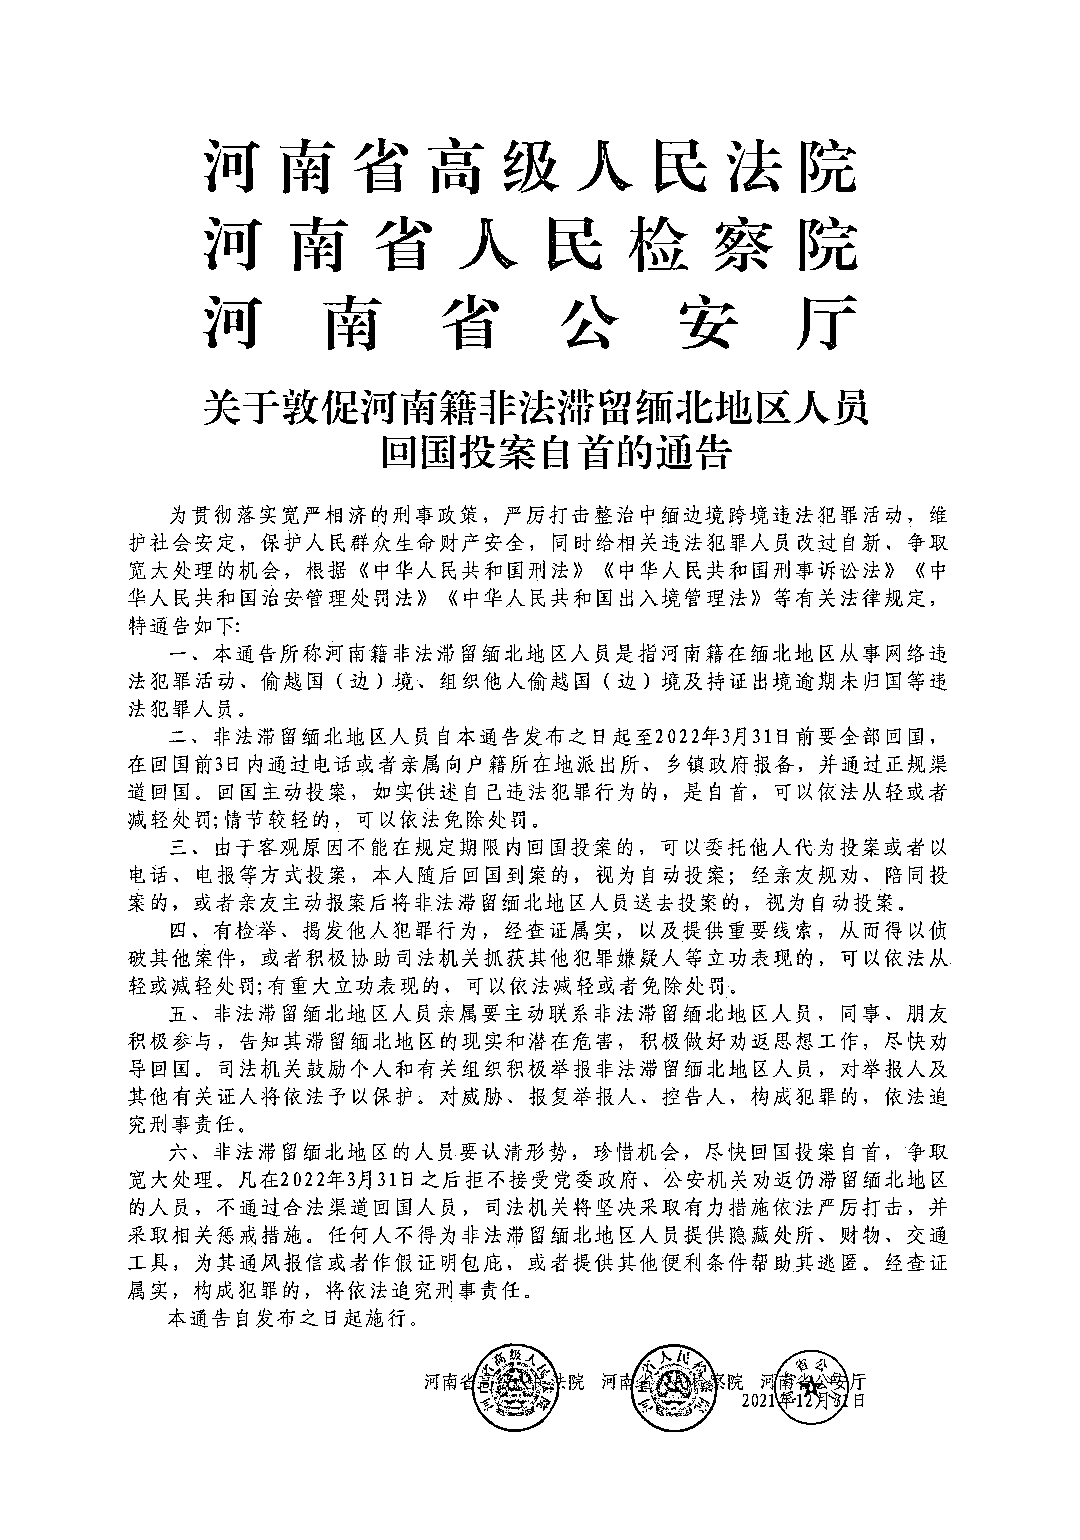 河南省高级人民法院
河南省人民检察院
河南省公安厅
关于敦促河南籍非法滞留缅北地区人员
回国投案自首的通告
为贯彻落实宽严相济的刑事政策，严厉打击整治中缅边境跨境违法犯罪活动，维
护社会安定，保护人民群众生命财产安全，同时给相关违法犯罪人员改过自新、争取
宽大处理的机会，根据《中华人民共和国刑法》《中华人民共和国刑事诉讼法》《中
华人民共和国治安管理处罚法》《中华人民共和国出入境管理法》等有关法律规定，
特通告如下:
一、本通告所称河南籍非法滞留缅北地区人员是指河南籍在缅北地区从事网络违
法犯罪活动、偷越国（边）境、组织他人偷越国（边）境及持证出境逾期未归国等违
法犯罪人员。
二、非法滞留缅北地区人员自本通告发布之日起至2022年3月31日前要全部回国，
在回国前3日内通过电话或者亲属向户籍所在地派出所、乡镇政府报备，并通过正规渠
道回国。回国主动投案，如实供述自己违法犯罪行为的，是自首，可以依法从轻或者
减轻处罚;情节较轻的，可以依法免除处罚。
三、由于客观原因不能在规定期限内回国投案的，可以委托他人代为投案或者以
电话、电报等方式投案，本人随后回国到案的，视为自动投案；经亲友规劝、陪同投
案的，或者亲友主动报案后将非法滞留缅北地区人员送去投案的，视为自动投案。
四、有检举、揭发他人犯罪行为，经查证属实，以及提供重要线索，从而得以侦
破其他案件，或者积极协助司法机关抓获其他犯罪嫌疑人等立功表现的，可以依法从
轻或减轻处罚;有重大立功表现的，可以依法减轻或者免除处罚。
五、非法滞留缅北地区人员亲属要主动联系非法滞留缅北地区人员，同事、朋友
积极参与，告知其滞留缅北地区的现实和潜在危害，积极做好劝返思想工作，尽快劝
导回国。司法机关鼓励个人和有关组织积极举报非法滞留缅北地区人员，对举报人及
其他有关证人将依法予以保护。对威胁、报复举报人、控告人，构成犯罪的，依法追
究刑事责任。
六、非法滞留缅北地区的人员要认清形势，珍惜机会，尽快回国投案自首，争取
宽大处理。凡在2022年3月31日之后拒不接受党委政府、公安机关劝返仍滞留缅北地区
的人员，不通过合法渠道回国人员，司法机关将坚决采取有力措施依法严厉打击，并
采取相关惩戒措施。任何人不得为非法滞留缅北地区人员提供隐藏处所、财物、交通
工具，为其通风报信或者作假证明包庇，或者提供其他便利条件帮助其逃匿。经查证
属实，构成犯罪的，将依法追究刑事责任。
本通告自发布之日起施行。
河南省高级人民法院 河南省人民检察院 河南省公安厅
2021年12月31日